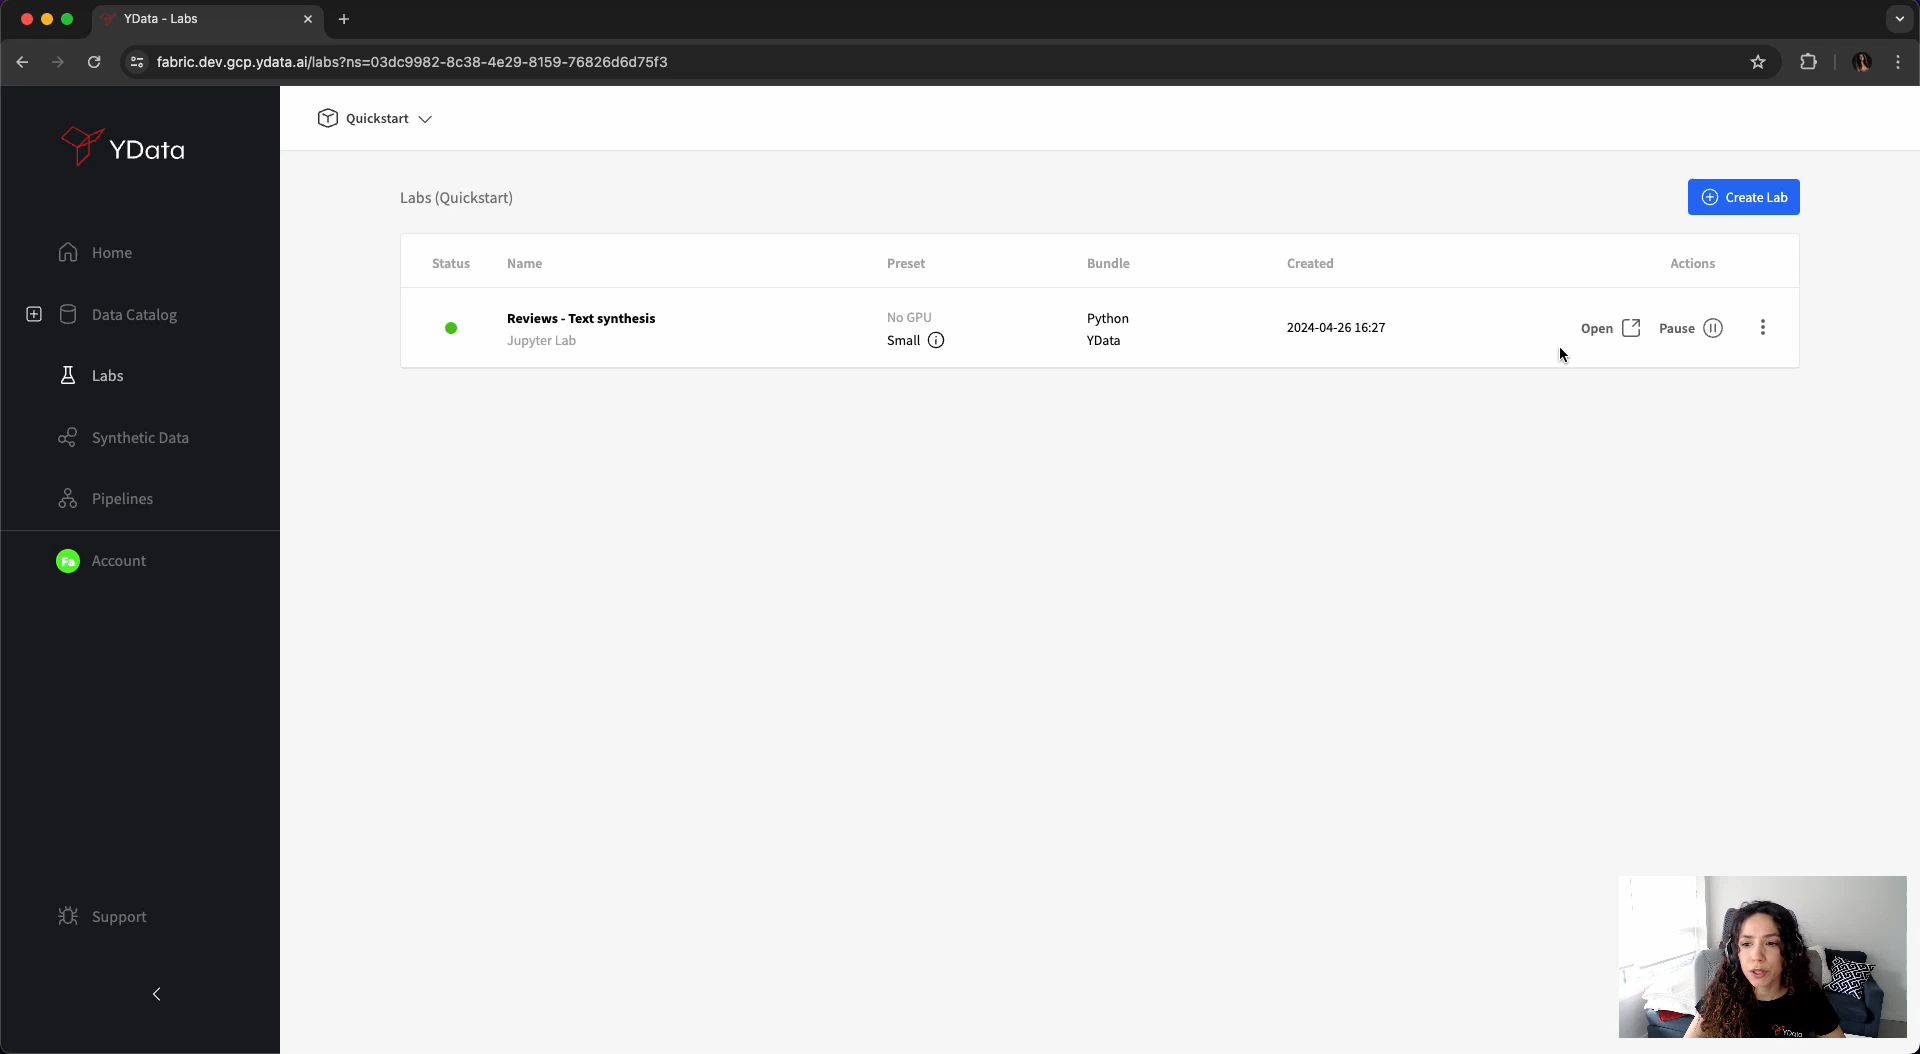 YData - Labs
fabric.dev.gcp.ydata.ai/labs?ns=03dc9982-8c38-4e29-8159-76826d6d75f3
YData
Quickstart
Home
Data Catalog
Labs
Synthetic Data
Pipelines
Fa Account
Support
Labs (Quickstart)
Create Lab
Status Name Preset Bundle Created Actions
Reviews - Text synthesis No GPU Python 2024-04-26 16:27 Open Pause
Jupyter Lab Small YData
YData